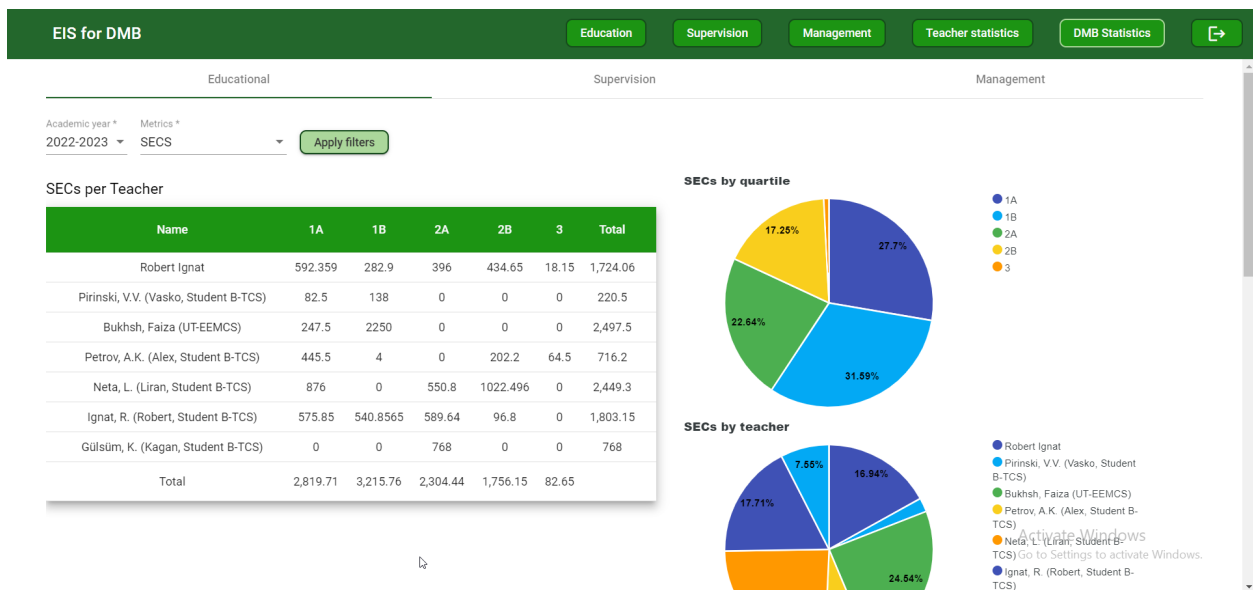 EIS for DMB
Education
Supervision
Management
Teacher statistics
DMB Statistics
Educational
Supervision
Management
Academic year *
Metrics *
2022-2023
SECS
Apply filters
SECs per Teacher
Name 1A 1B 2A 2B 3 Total
Robert Ignat 592.359 282.9 396 434.65 18.15 1,724.06
Pirinski, V.V. (Vasko, Student B-TCS) 82.5 138 0 0 0 220.5
Bukhsh, Faiza (UT-EEMCS) 247.5 2250 0 0 0 2,497.5
Petrov, A.K. (Alex, Student B-TCS) 445.5 4 0 202.2 64.5 716.2
Neta, L. (Liran, Student B-TCS) 876 0 550.8 1022.496 0 2,449.3
Ignat, R. (Robert, Student B-TCS) 575.85 540.8565 589.64 96.8 0 1,803.15
Gülsüm, K. (Kagan, Student B-TCS) 0 0 768 0 0 768
Total 2,819.71 3,215.76 2,304.44 1,756.15 82.65
SECs by quartile
17.25%
27.7%
22.64%
31.59%
1A
1B
2A
2B
3
SECs by teacher
7.55%
16.94%
17.71%
24.54%
Robert Ignat
Pirinski, V.V. (Vasko, Student
B-TCS)
Bukhsh, Faiza (UT-EEMCS)
Petrov, A.K. (Alex, Student B-
TCS)
Neta, L. (Liran, Student B-
TCS)
Ignat, R. (Robert, Student B-
TCS)
Activate Windows
Go to Settings to activate Windows.